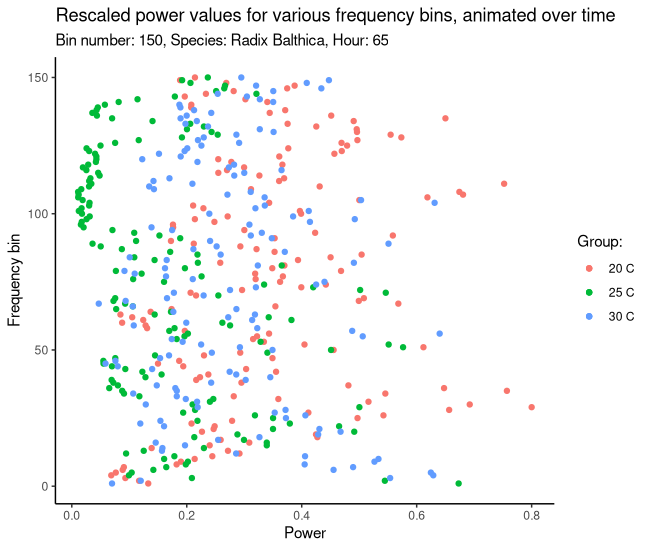 Rescaled power values for various frequency bins, animated over time
Bin number: 150, Species: Radix Balthica, Hour: 65
150
100
50
0
Frequency bin
0.0 0.2 0.4 0.6 0.8
Power
Group:
20 C
25 C
30 C